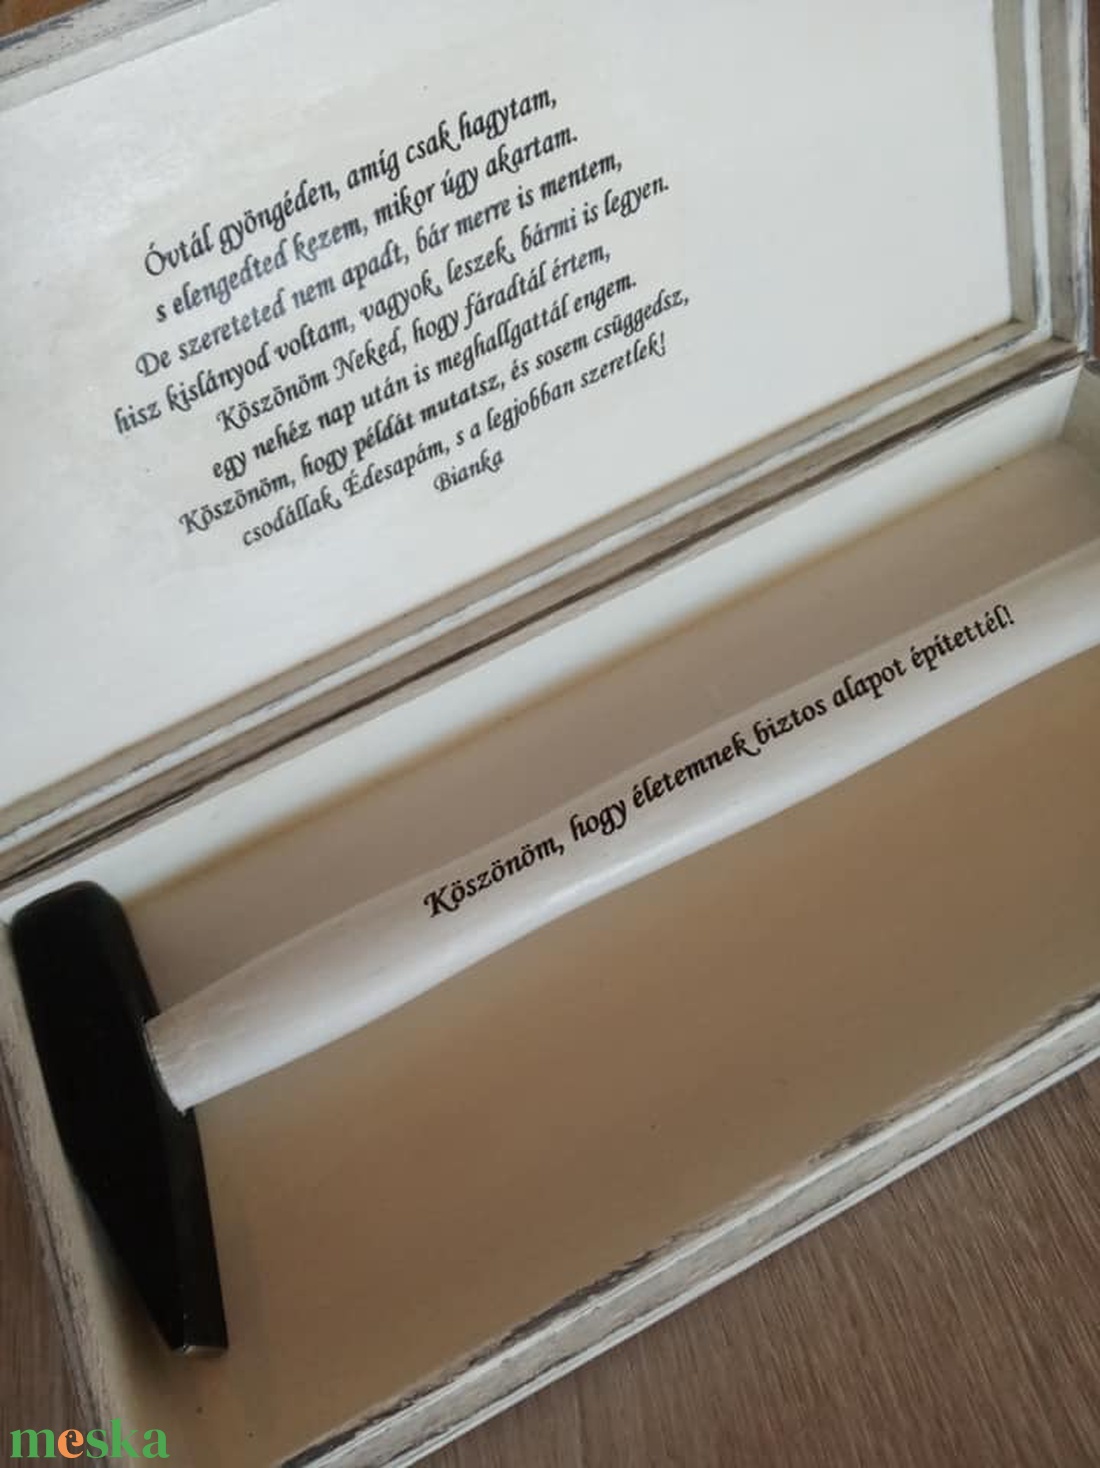 Óvtál gyöngéden, amíg csak hagytam,
s elengedted kezem, mikor úgy akartam.
De szereteted nem apadt, bár merre is mentem,
hisz kislányod voltam, vagyok, leszek, bármi is legyen.
Köszönöm Neked, hogy fáradtál értem,
egy nehéz nap után is meghallgattál engem.
Köszönöm, hogy példát mutatsz, és sosem csüggedsz,
csodállak, Édesapám, s a legjobban szeretlek!
Bianka
Köszönöm, hogy életemnek biztos alapot építettél!
meska